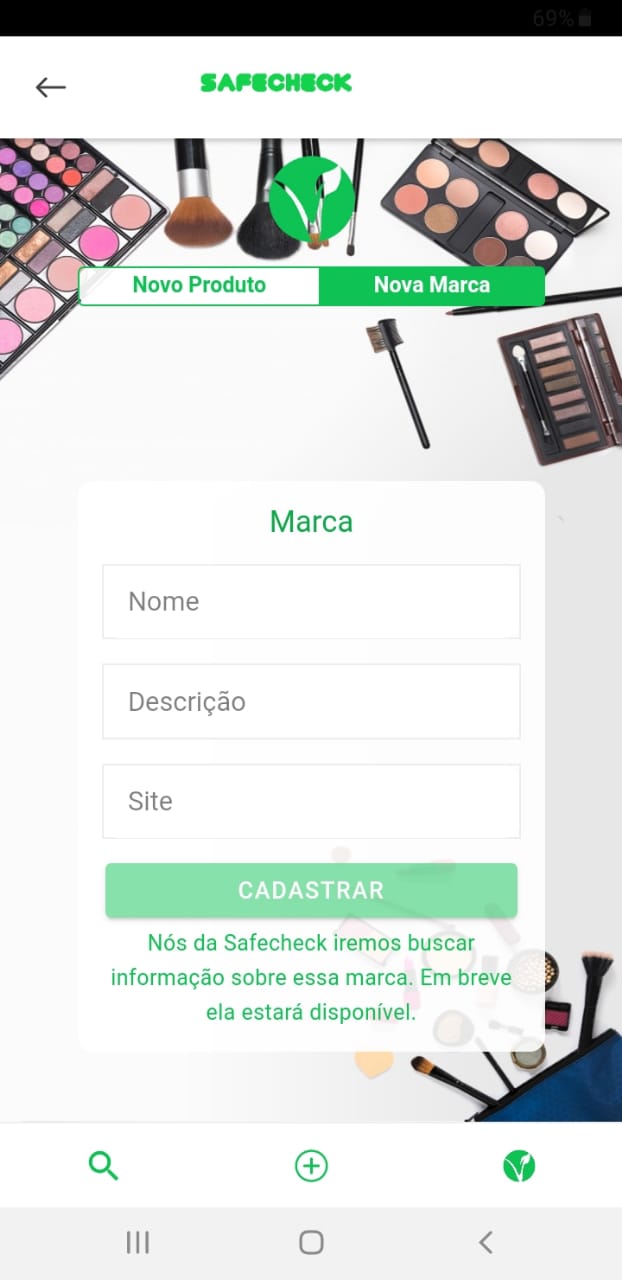 69%
SAFECHECK
Novo Produto
Nova Marca
Marca
Nome
Descrição
Site
CADASTRAR
Nós da Safecheck iremos buscar
informação sobre essa marca. Em breve
ela estará disponível.